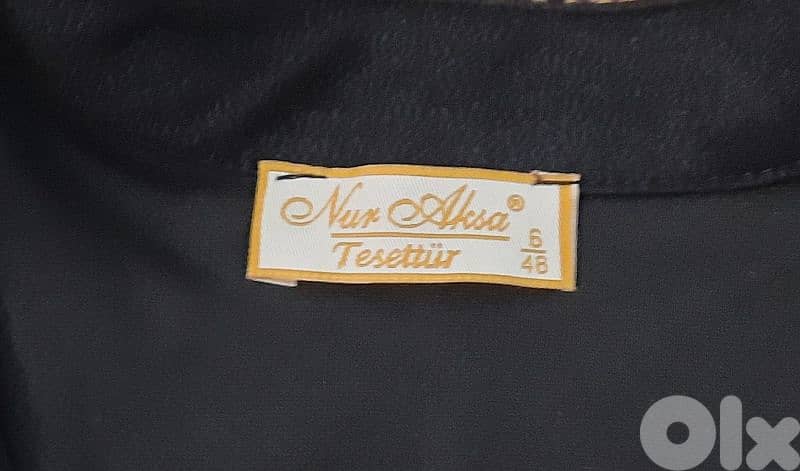 Nur Aksa ®
Tesettür
6
48
Olx